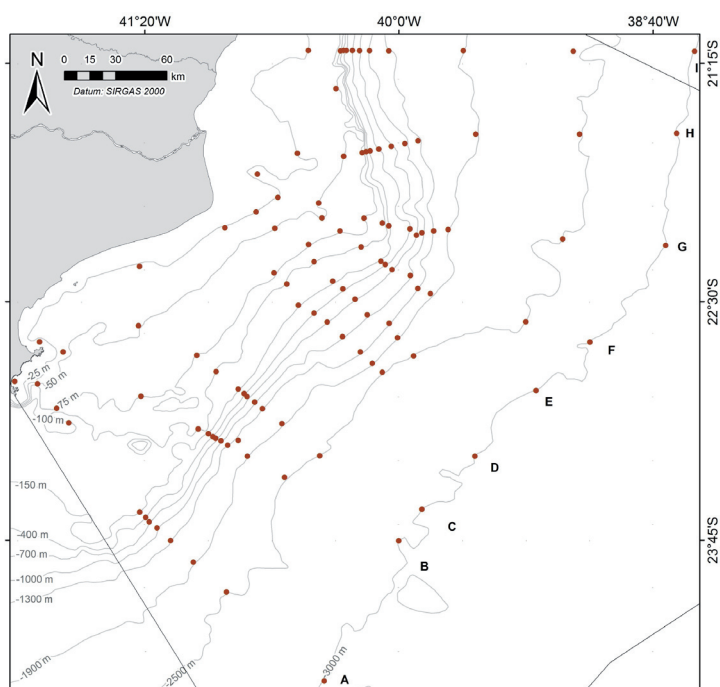 41°20'W 40°00'W 38°40'W
N
0 15 30 60
km
Datum: SIRGAS 2000
21°15'S
I
H
G
22°30'S
F
-25 m
-50 m
E
-75 m
-100 m
D
-150 m
C
-400 m
23°45'S
-700 m
B
-1000 m
-1300 m
-1900 m
-2500 m
-3000 m
A